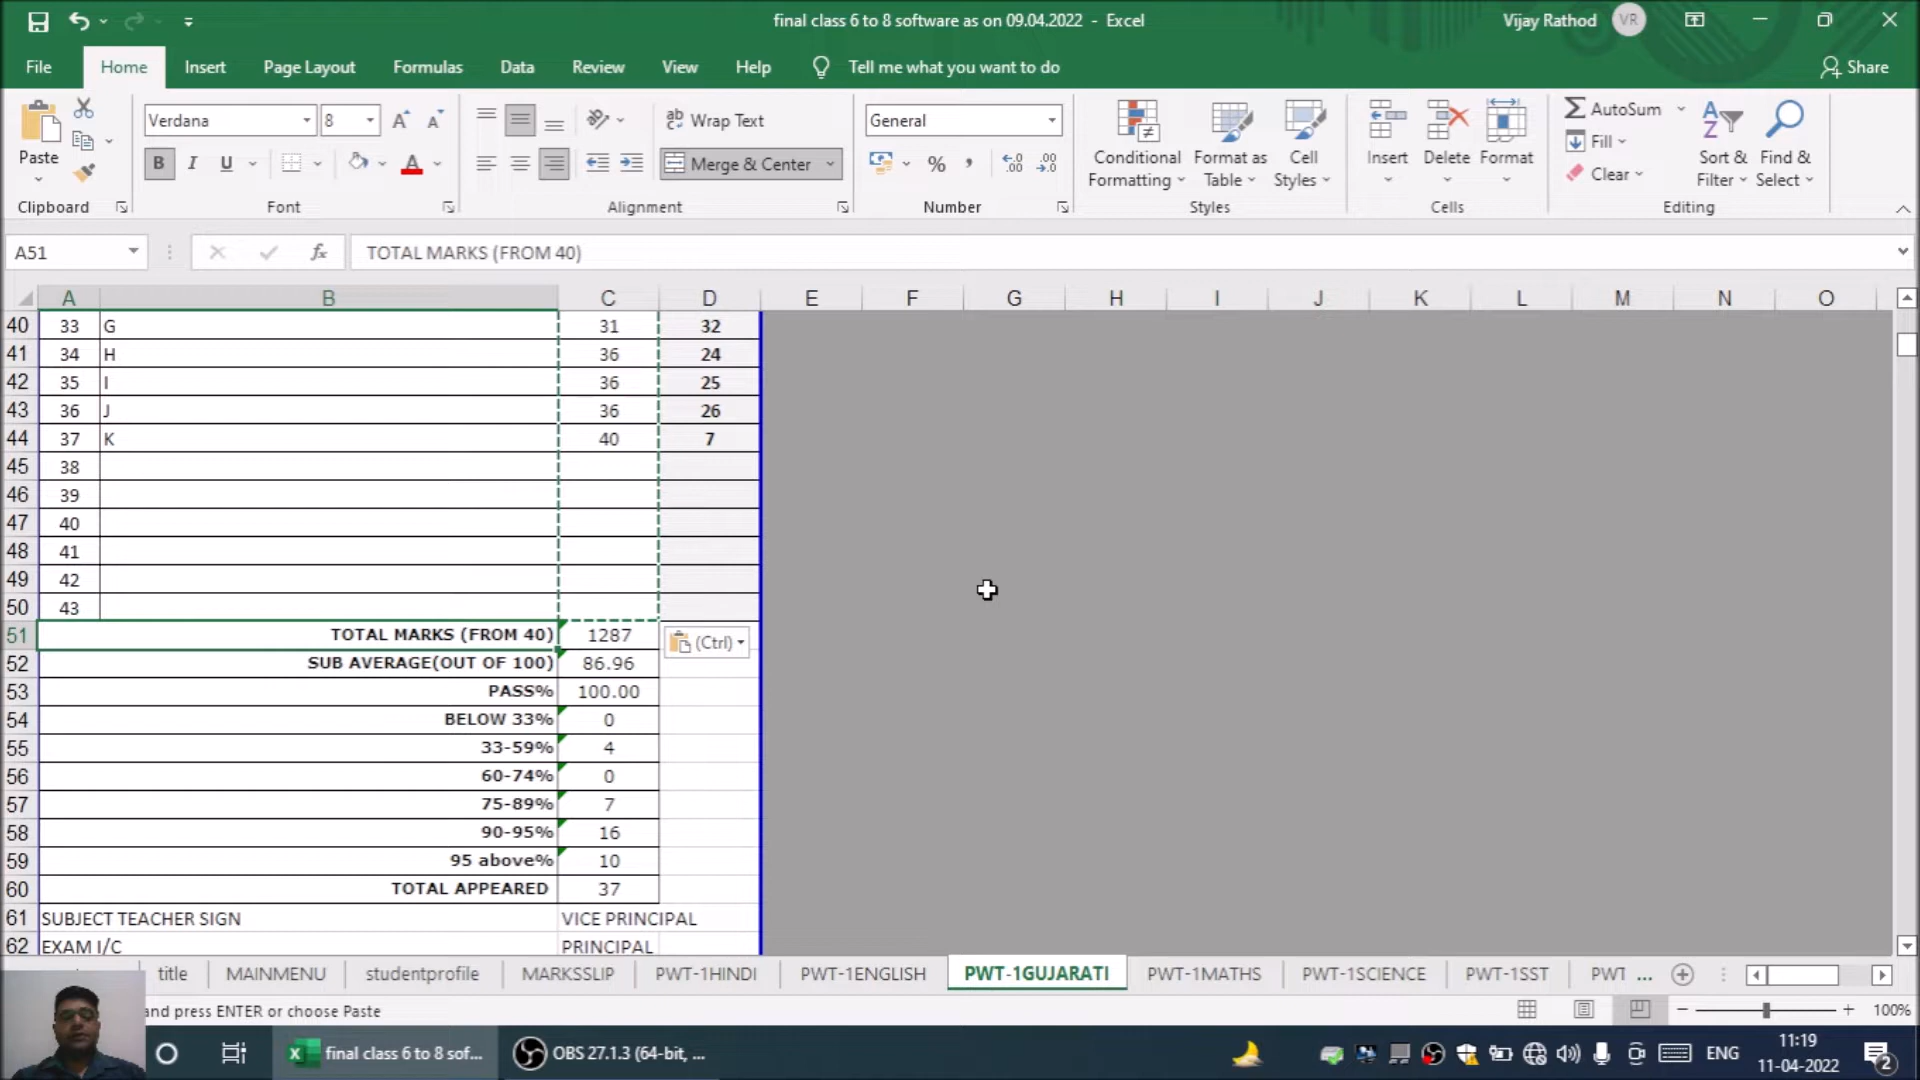 final class 6 to 8 software as on 09.04.2022 - Excel
Vijay Rathod VR
File Home Insert Page Layout Formulas Data Review View Help Tell me what you want to do Share
Paste
Clipboard
Verdana 8
B I U
Font
Wrap Text
Merge & Center
Alignment
General
%
Number
Conditional Formatting
Format as Table
Cell Styles
Styles
Insert Delete Format
Cells
AutoSum
Fill
Clear
Sort & Filter
Find & Select
Editing
A51 fx TOTAL MARKS (FROM 40)
A B C D E F G H I J K L M N O
40 33 G 31 32
41 34 H 36 24
42 35 I 36 25
43 36 J 36 26
44 37 K 40 7
45 38
46 39
47 40
48 41
49 42
50 43
51 TOTAL MARKS (FROM 40) 1287 (Ctrl)
52 SUB AVERAGE(OUT OF 100) 86.96
53 PASS% 100.00
54 BELOW 33% 0
55 33-59% 4
56 60-74% 0
57 75-89% 7
58 90-95% 16
59 95 above% 10
60 TOTAL APPEARED 37
61 SUBJECT TEACHER SIGN VICE PRINCIPAL
62 EXAM I/C PRINCIPAL
title MAINMENU studentprofile MARKSSLIP PWT-1HINDI PWT-1ENGLISH PWT-1GUJARATI PWT-1MATHS PWT-1SCIENCE PWT-1SST PWT ...
and press ENTER or choose Paste 100%
final class 6 to 8 sof... OBS 27.1.3 (64-bit, ... ENG 11:19
11-04-2022 2